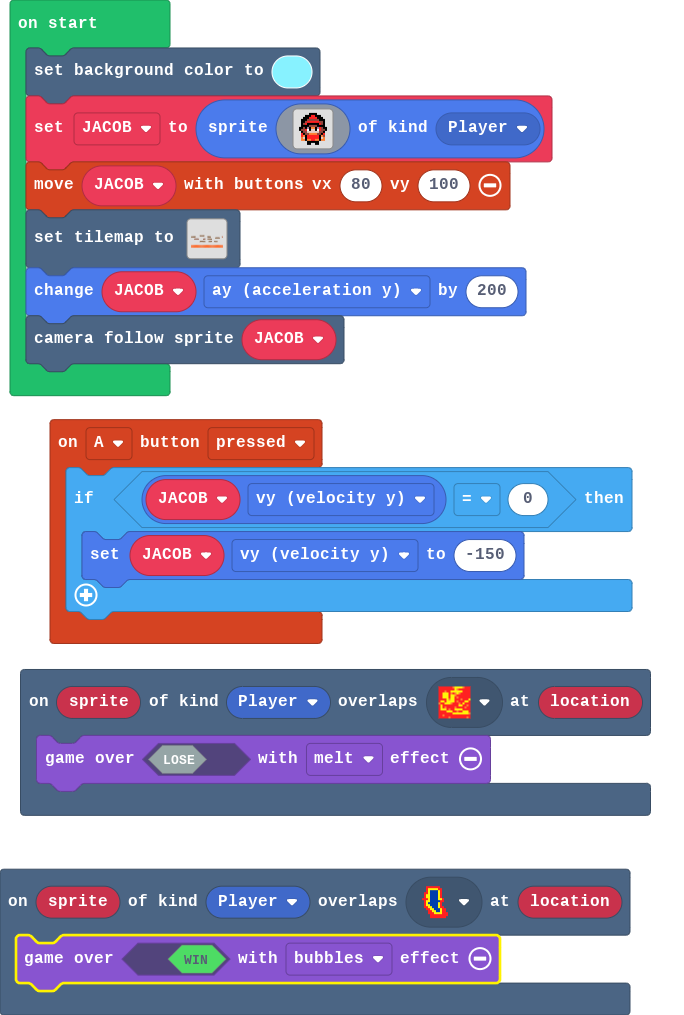 on start
set background color to
set JACOB to sprite of kind Player
move JACOB with buttons vx 80 vy 100
set tilemap to
change JACOB ay (acceleration y) by 200
camera follow sprite JACOB
on A button pressed
if JACOB vy (velocity y) = 0 then
set JACOB vy (velocity y) to -150
on sprite of kind Player overlaps at location
game over LOSE with melt effect
on sprite of kind Player overlaps at location
game over WIN with bubbles effect